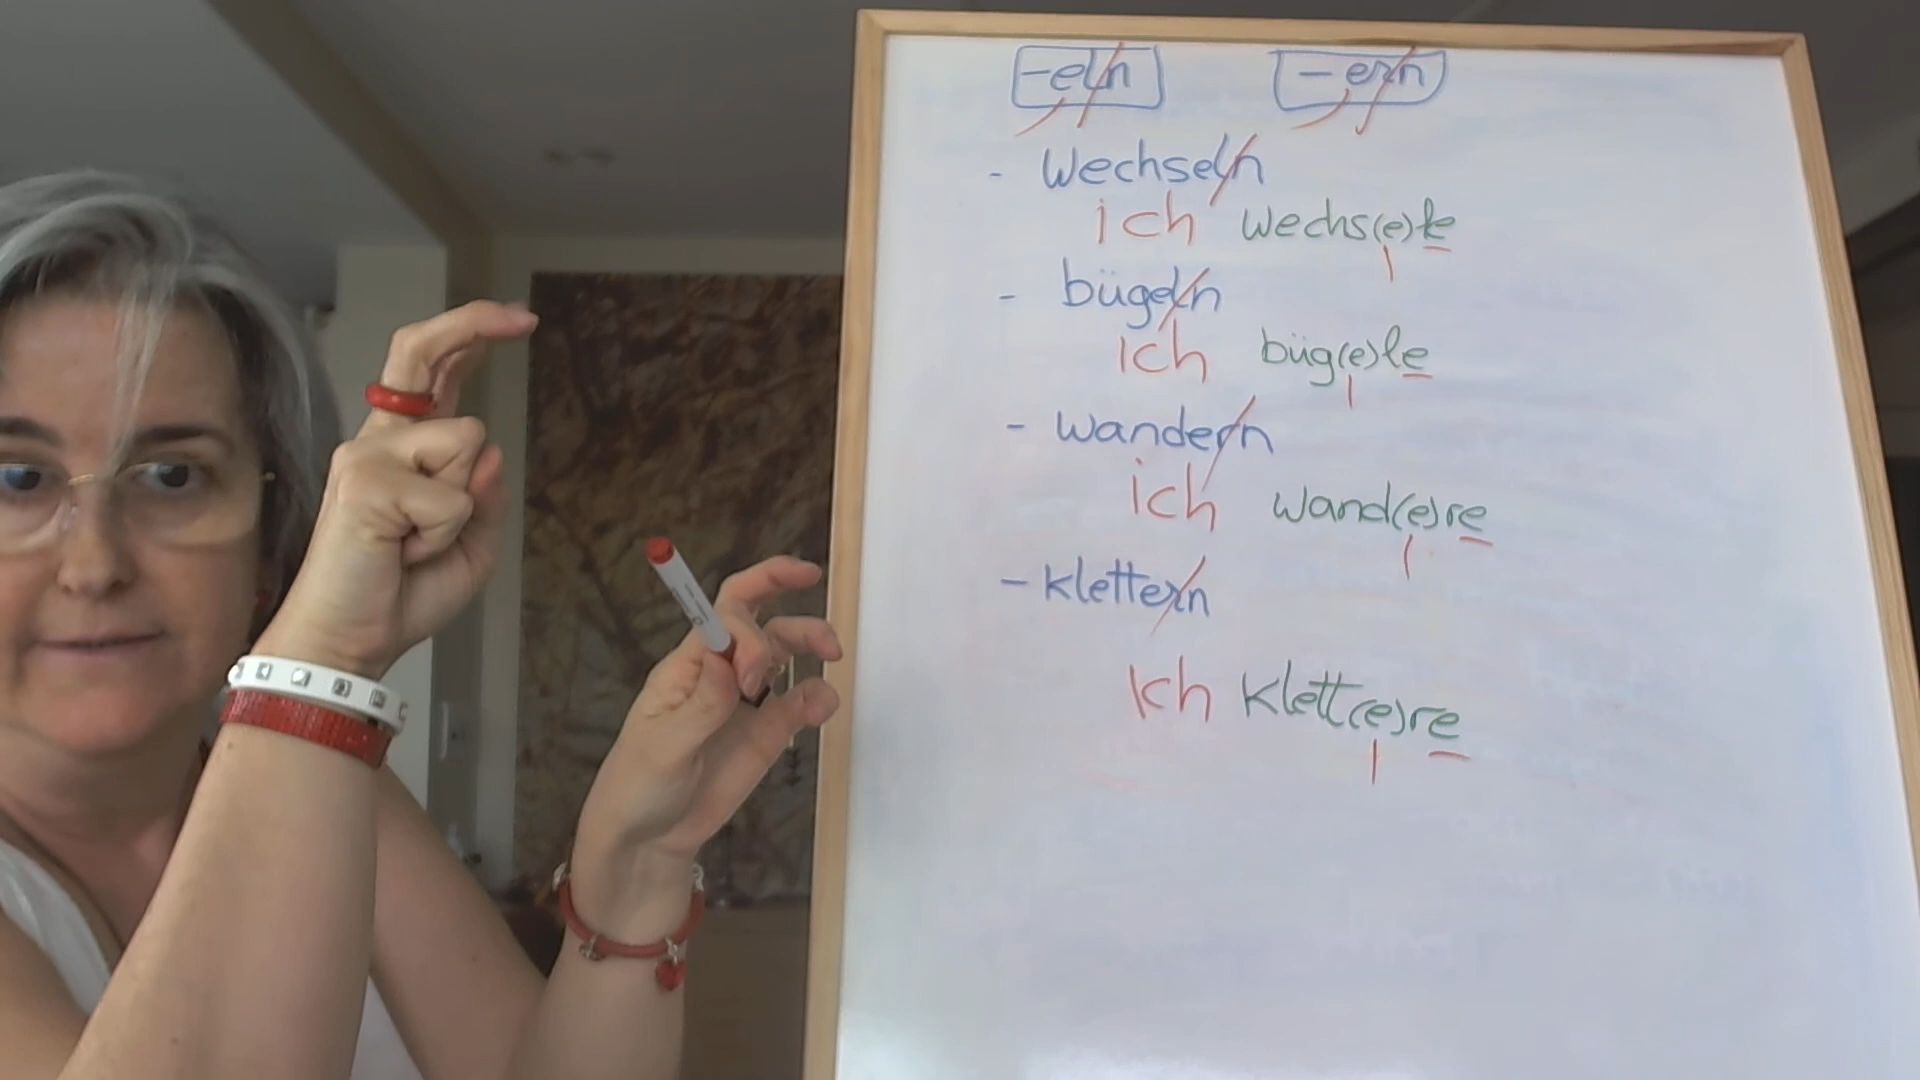 -eln -ern
- Wechseln
ich Wechs(e)le
- bügeln
ich büg(e)le
- wandern
ich wand(e)re
- klettern
Ich klett(e)re